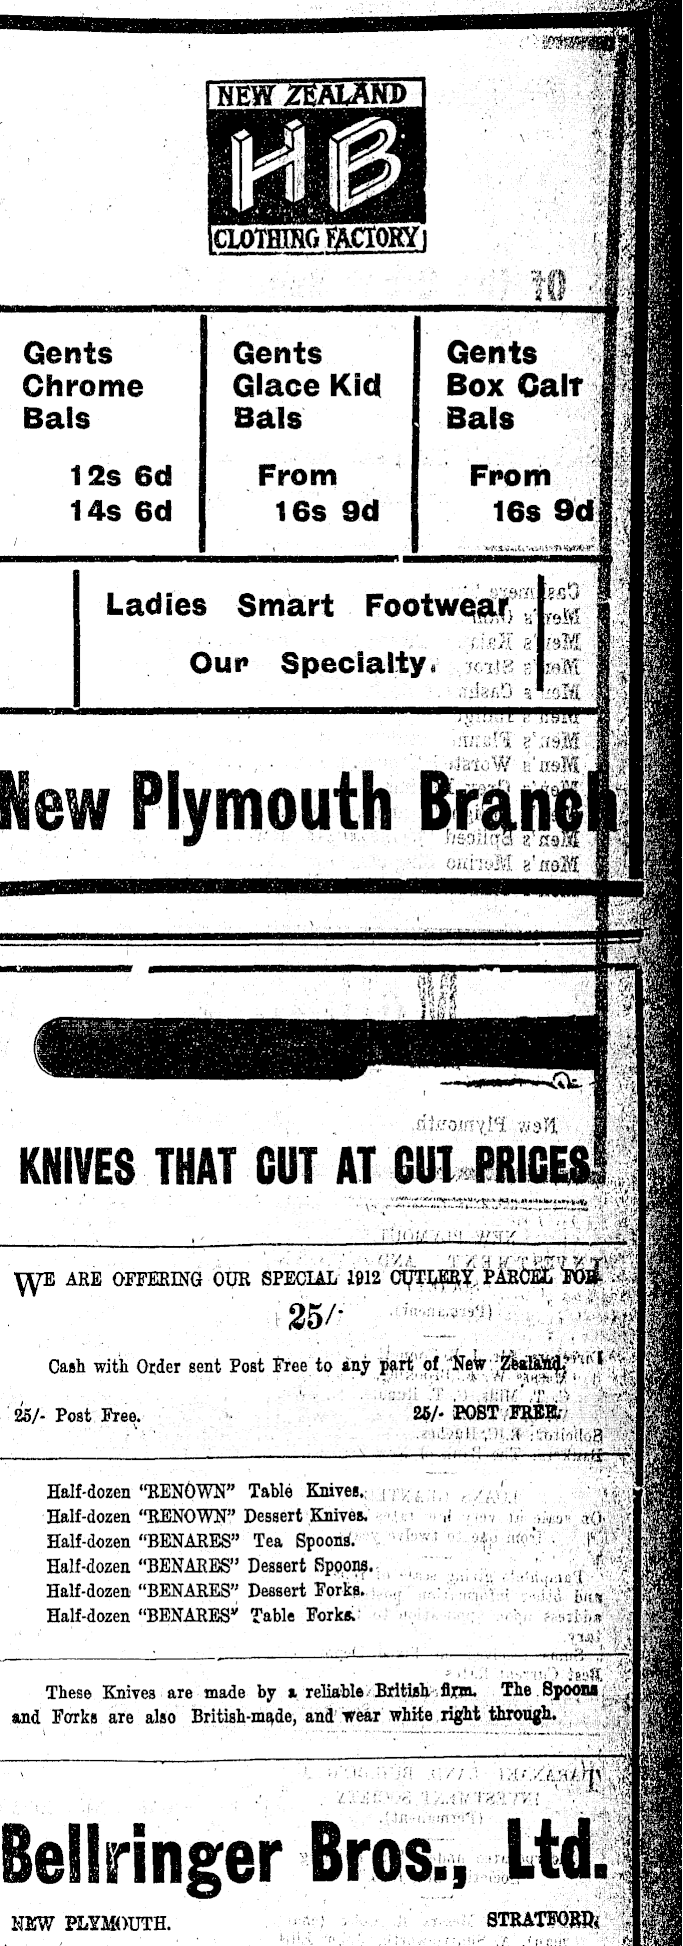 NEW ZEALAND
HB
CLOTHING FACTORY
Gents
Chrome
Bals
12s 6d
14s 6d
Gents
Glace Kid
Bals
From
16s 9d
Gents
Box Calf
Bals
From
16s 9d
Ladies Smart Footwear
Our Specialty.
New Plymouth Branch
KNIVES THAT CUT AT CUT PRICES.
WE ARE OFFERING OUR SPECIAL 1912 CUTLERY PARCEL FOR
25/-
Cash with Order sent Post Free to any part of New Zealand.
25/- Post Free. 25/- POST FREE.
Half-dozen "RENOWN" Table Knives.
Half-dozen "RENOWN" Dessert Knives.
Half-dozen "BENARES" Tea Spoons.
Half-dozen "BENARES" Dessert Spoons.
Half-dozen "BENARES" Dessert Forks.
Half-dozen "BENARES" Table Forks.
These Knives are made by a reliable British firm. The Spoons
and Forks are also British-made, and wear white right through.
Bellringer Bros., Ltd.
NEW PLYMOUTH. STRATFORD.